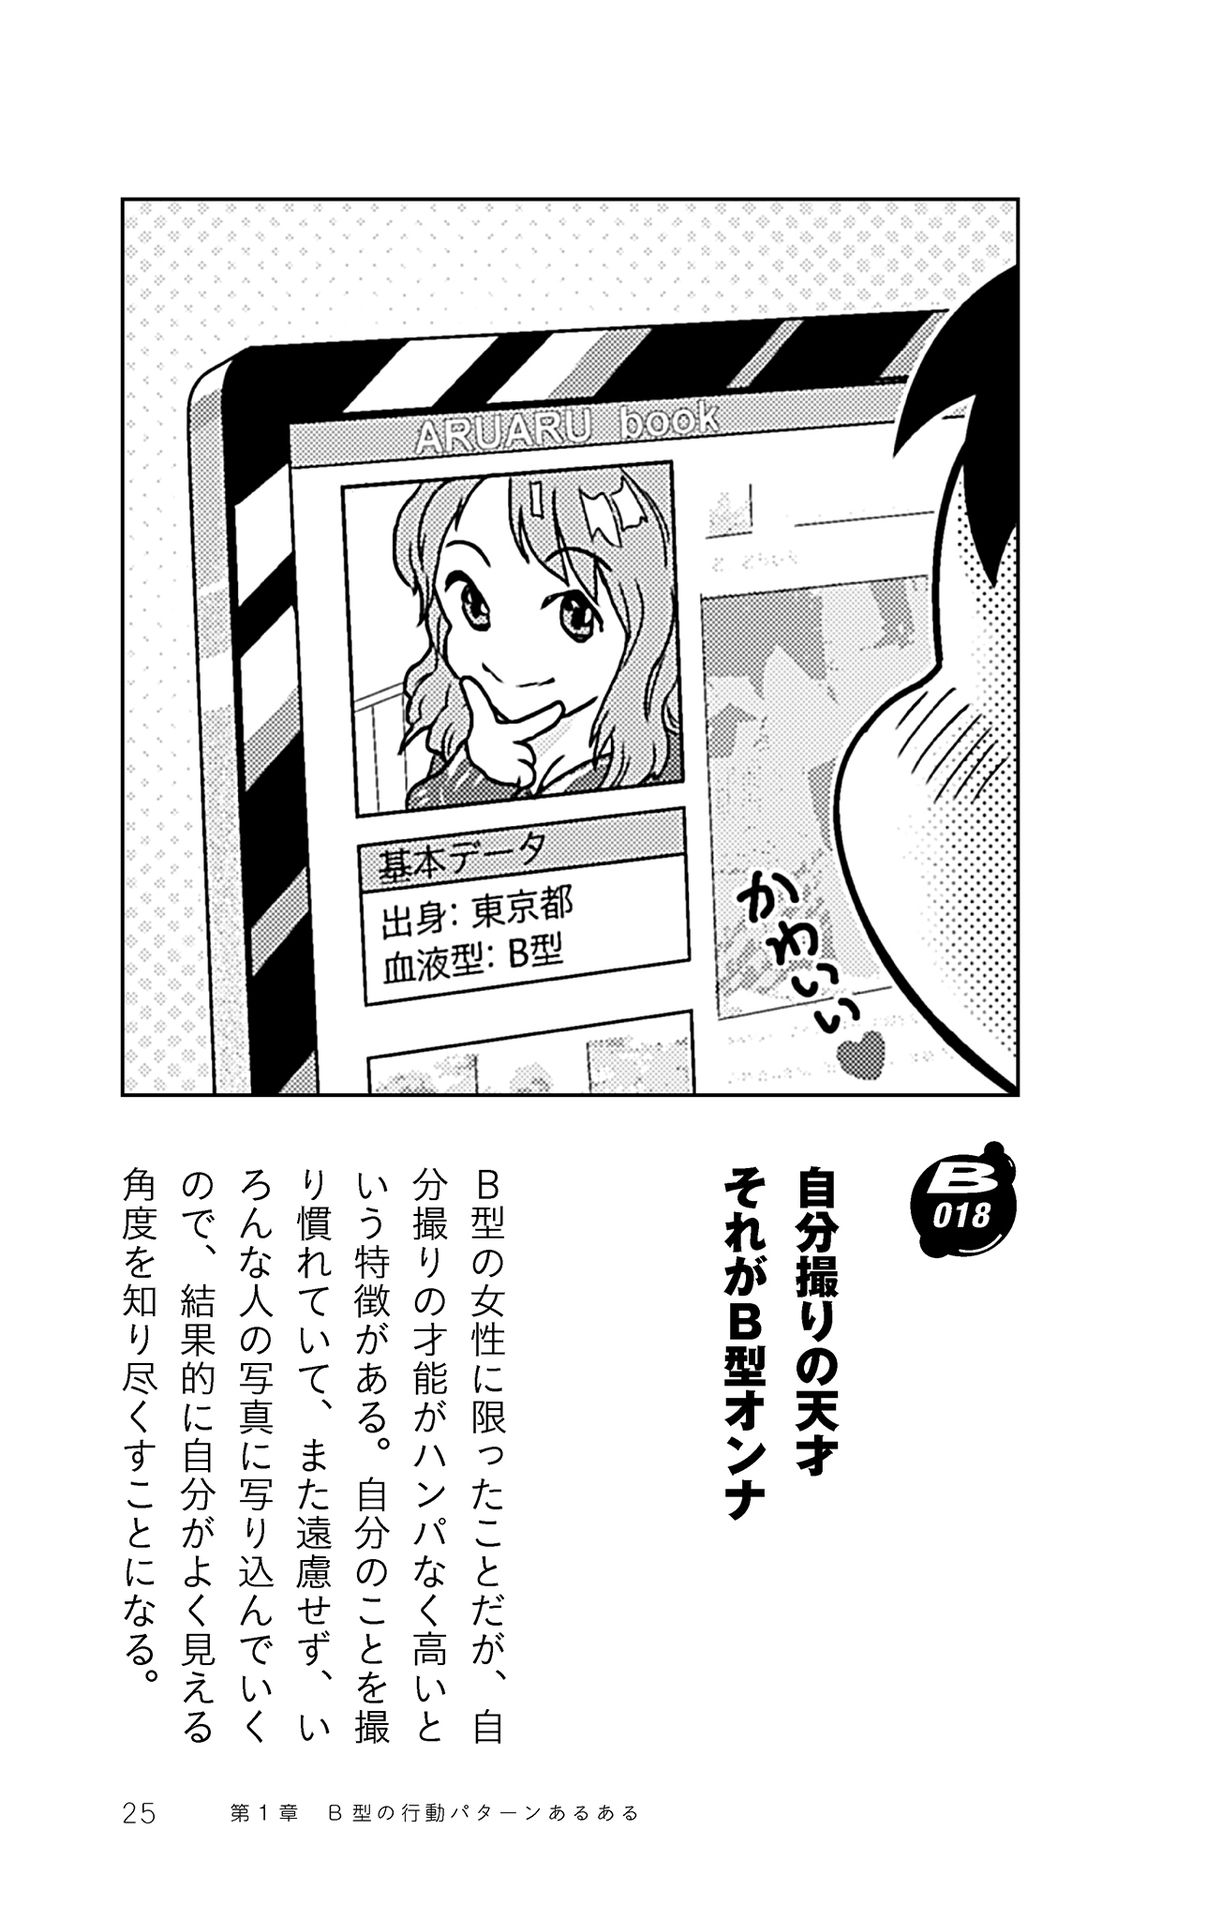 ARUARU book
基本データ
出身：東京都
血液型：B型
かわいい
B
018
自分撮りの天才
それがB型オンナ
B型の女性に限ったことだが、自
分撮りの才能がハンパなく高いと
いう特徴がある。自分のことを撮
り慣れていて、また遠慮せず、い
ろんな人の写真に写り込んでいく
ので、結果的に自分がよく見える
角度を知り尽くすことになる。
25
第1章　B型の行動パターンあるある